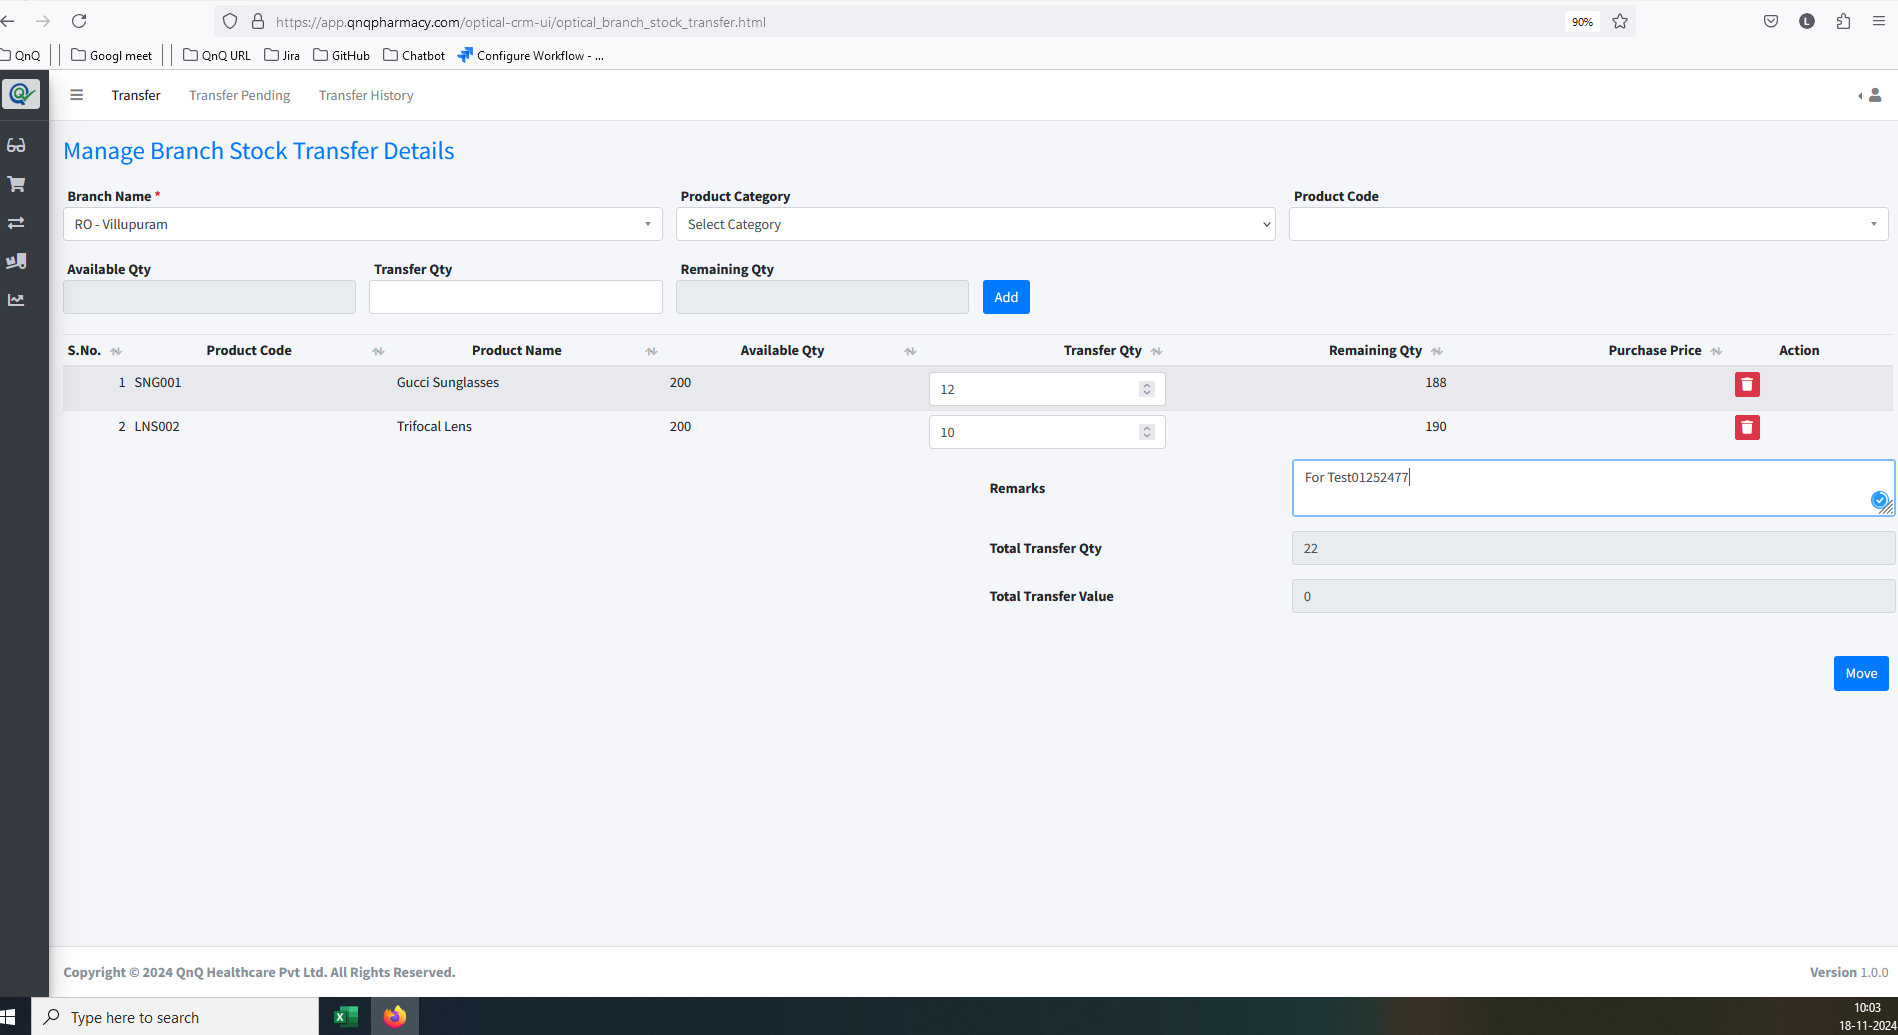 https://app.qnqpharmacy.com/optical-crm-ui/optical_branch_stock_transfer.html 90% L
QnQ Googl meet QnQ URL Jira GitHub Chatbot Configure Workflow - ...
Transfer Transfer Pending Transfer History
Manage Branch Stock Transfer Details
Branch Name * Product Category Product Code
RO - Villupuram Select Category
Available Qty Transfer Qty Remaining Qty
Add
S.No. Product Code Product Name Available Qty Transfer Qty Remaining Qty Purchase Price Action
1 SNG001 Gucci Sunglasses 200 12 188
2 LNS002 Trifocal Lens 200 10 190
Remarks For Test01252477
Total Transfer Qty 22
Total Transfer Value 0
Move
Copyright © 2024 QnQ Healthcare Pvt Ltd. All Rights Reserved. Version 1.0.0
Type here to search 10:03
18-11-2024